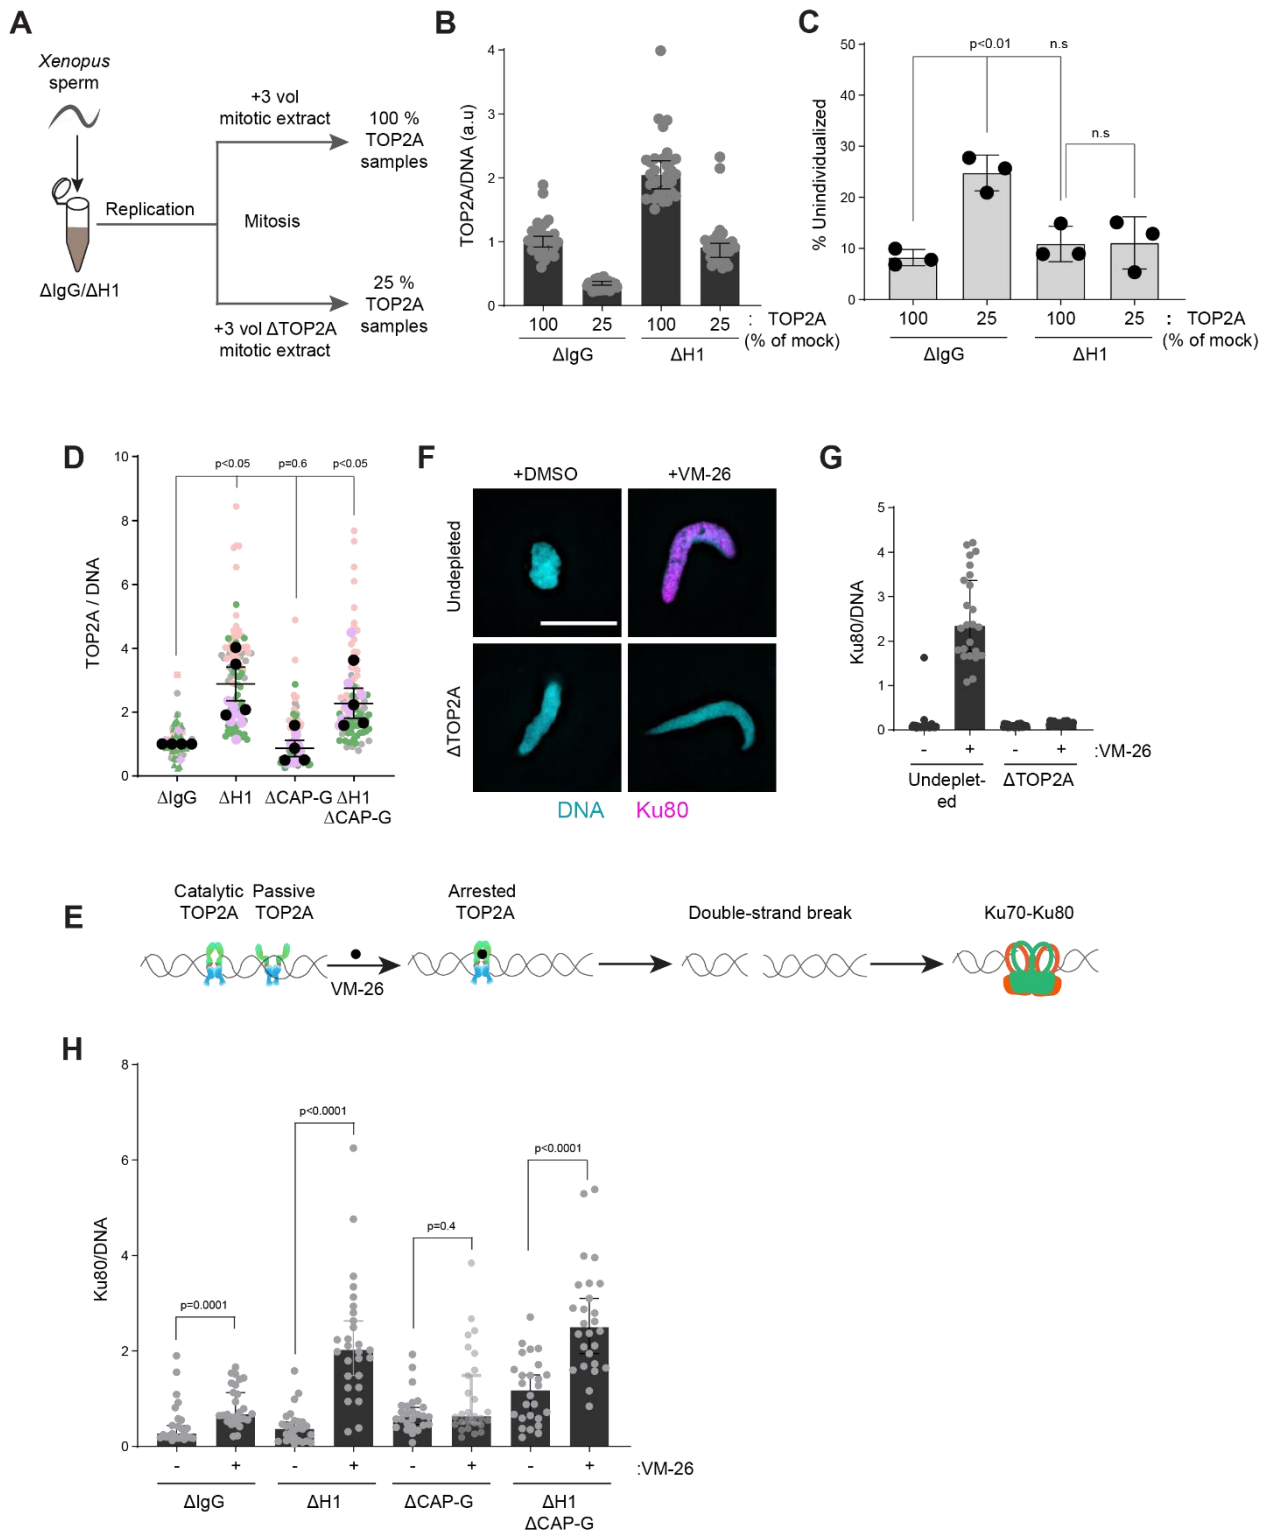 A
Xenopus
sperm
ΔIgG/ΔH1
Replication
+3 vol
mitotic extract
Mitosis
+3 vol ΔTOP2A
mitotic extract
100 %
TOP2A
samples
25 %
TOP2A
samples
B
TOP2A/DNA (a.u)
4
3
2
1
0
100 25 100 25 : TOP2A
(% of mock)
ΔIgG ΔH1
C
% Unindividualized
50
40
30
20
10
0
p<0.01 n.s
n.s
100 25 100 25 : TOP2A
(% of mock)
ΔIgG ΔH1
D
TOP2A / DNA
10
8
6
4
2
0
p<0.05 p=0.6 p<0.05
ΔIgG ΔH1 ΔCAP-G ΔH1
ΔCAP-G
F
+DMSO +VM-26
Undepleted
ΔTOP2A
DNA Ku80
G
Ku80/DNA
5
4
3
2
1
0
- + - + :VM-26
Undeplet-
ed
ΔTOP2A
E
Catalytic
TOP2A
Passive
TOP2A
VM-26
Arrested
TOP2A
Double-strand break
Ku70-Ku80
H
Ku80/DNA
8
6
4
2
0
p=0.0001
p<0.0001
p=0.4
p<0.0001
- + - + - + - + :VM-26
ΔIgG ΔH1 ΔCAP-G ΔH1
ΔCAP-G